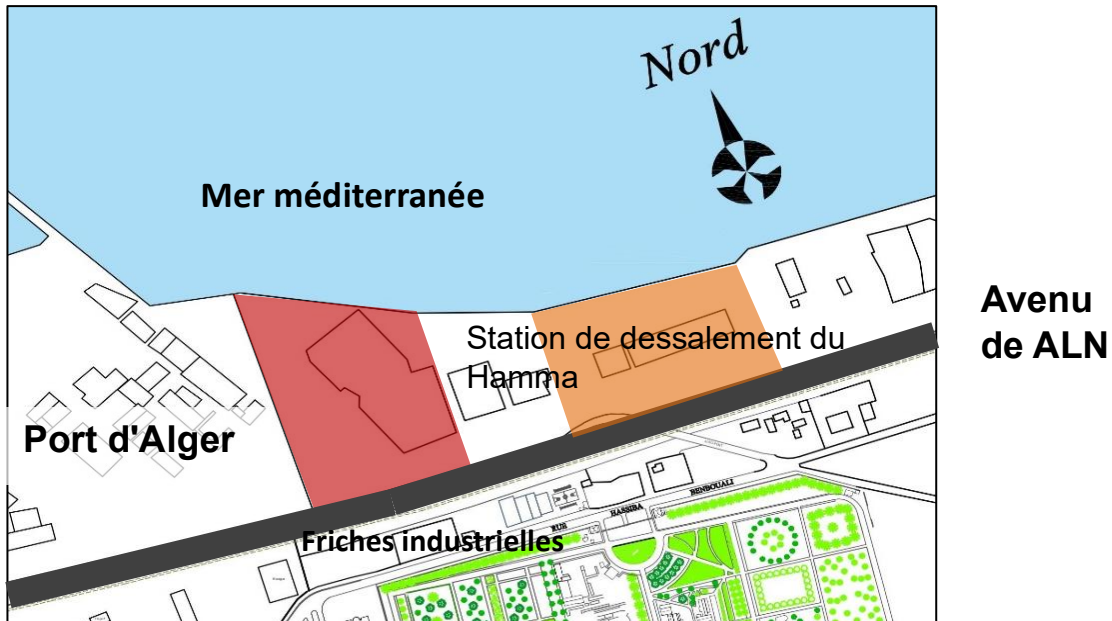 Nord
Mer méditerranée
Avenu
de ALN
Station de dessalement du
Hamma
Port d'Alger
Friches industrielles
RUE HASSIBA BENBOUALI